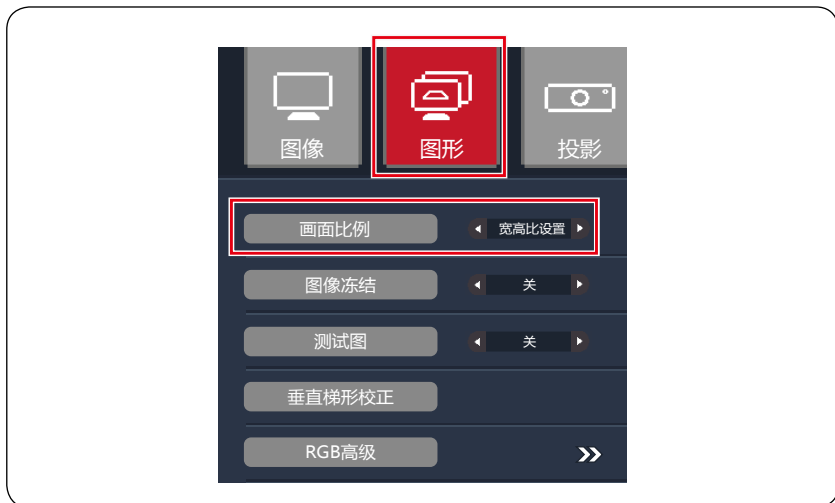 图像
图形
投影
画面比例 宽高比设置
图像冻结 关
测试图 关
垂直梯形校正
RGB高级